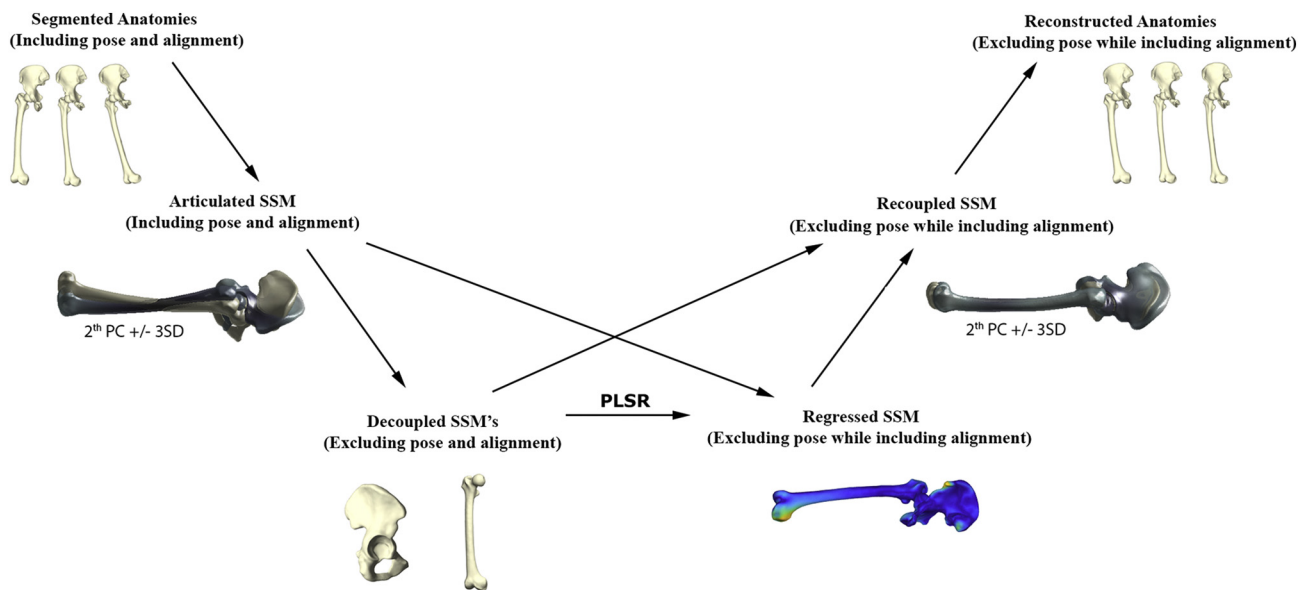 Segmented Anatomies
(Including pose and alignment)
Reconstructed Anatomies
(Excluding pose while including alignment)
Articulated SSM
(Including pose and alignment)
Recoupled SSM
(Excluding pose while including alignment)
2th PC +/- 3SD
2th PC +/- 3SD
PLSR
Decoupled SSM's
(Excluding pose and alignment)
Regressed SSM
(Excluding pose while including alignment)